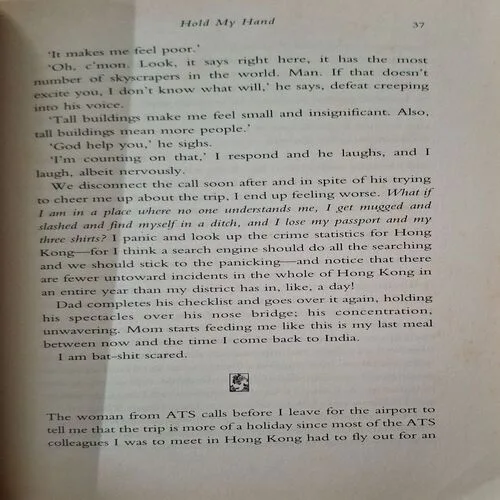 Hold My Hand 37
‘It makes me feel poor.’
‘Oh, c’mon. Look, it says right here, it has the most
number of skyscrapers in the world. Man. If that doesn’t
excite you, I don’t know what will,’ he says, defeat creeping
into his voice.
‘Tall buildings make me feel small and insignificant. Also,
tall buildings mean more people.’
‘God help you,’ he sighs.
‘I’m counting on that,’ I respond and he laughs, and I
laugh, albeit nervously.
We disconnect the call soon after and in spite of his trying
to cheer me up about the trip, I end up feeling worse. What if
I am in a place where no one understands me, I get mugged and
slashed and find myself in a ditch, and I lose my passport and my
three shirts? I panic and look up the crime statistics for Hong
Kong—for I think a search engine should do all the searching
and we should stick to the panicking—and notice that there
are fewer untoward incidents in the whole of Hong Kong in
an entire year than my district has in, like, a day!
Dad completes his checklist and goes over it again, holding
his spectacles over his nose bridge; his concentration,
unwavering. Mom starts feeding me like this is my last meal
between now and the time I come back to India.
I am bat-shit scared.
The woman from ATS calls before I leave for the airport to
tell me that the trip is more of a holiday since most of the ATS
colleagues I was to meet in Hong Kong had to fly out for an